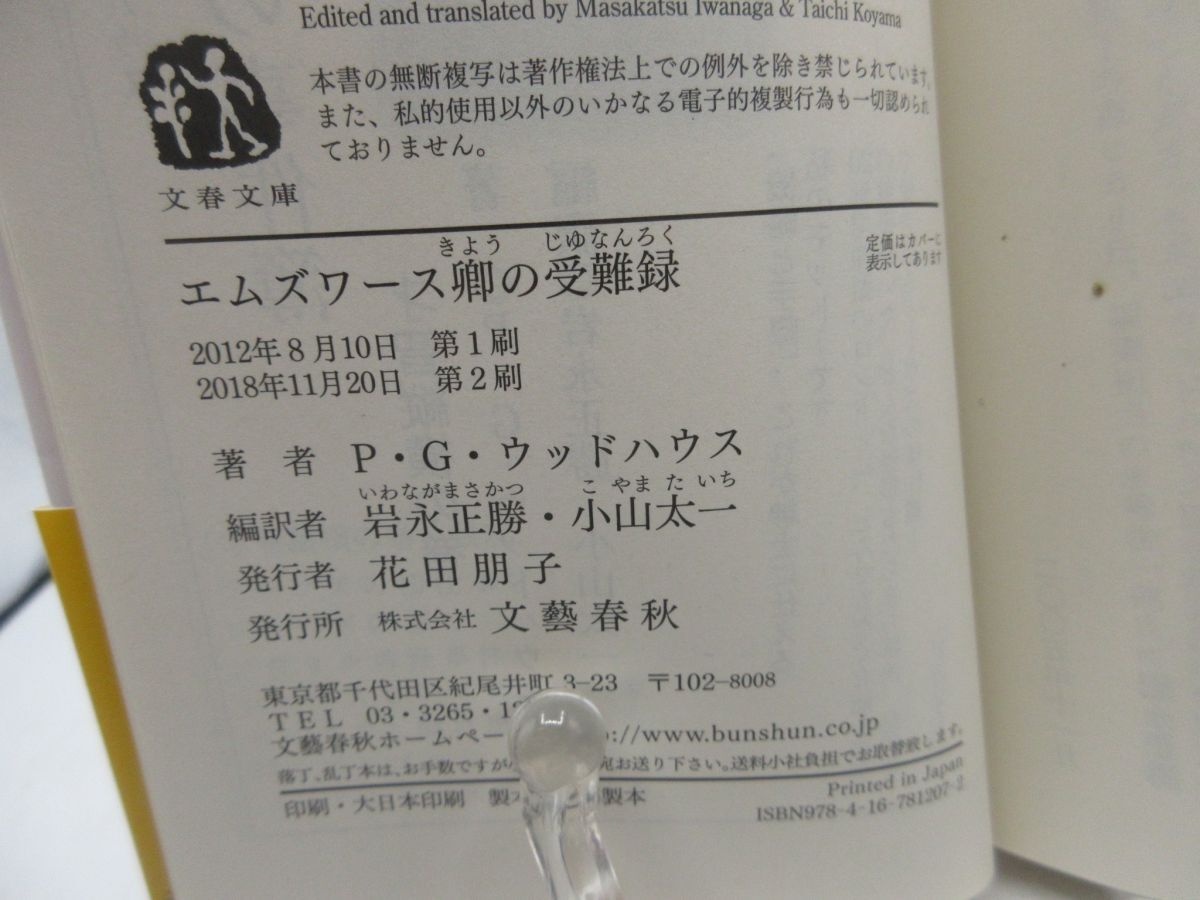 Edited and translated by Masakatsu Iwanaga & Taichi Koyama
本書の無断複写は著作権法上での例外を除き禁じられています。
また、私的使用以外のいかなる電子的複製行為も一切認められ
ておりません。
文春文庫
定価はカバーに
表示してあります
きよう じゆなんろく
エムズワース卿の受難録
2012年8月10日 第1刷
2018年11月20日 第2刷
著 者 P・G・ウッドハウス
いわながまさかつ こ やま た いち
編訳者 岩永正勝・小山太一
発行者 花田朋子
発行所 株式会社 文藝春秋
東京都千代田区紀尾井町 3-23 〒102-8008
TEL 03・3265・12
文藝春秋ホームペー ://www.bunshun.co.jp
落丁、乱丁本は、お手数ですが 宛お送り下さい。送料小社負担でお取替致します。
印刷・大日本印刷 製 製本
Printed in Japan
ISBN978-4-16-781207-2